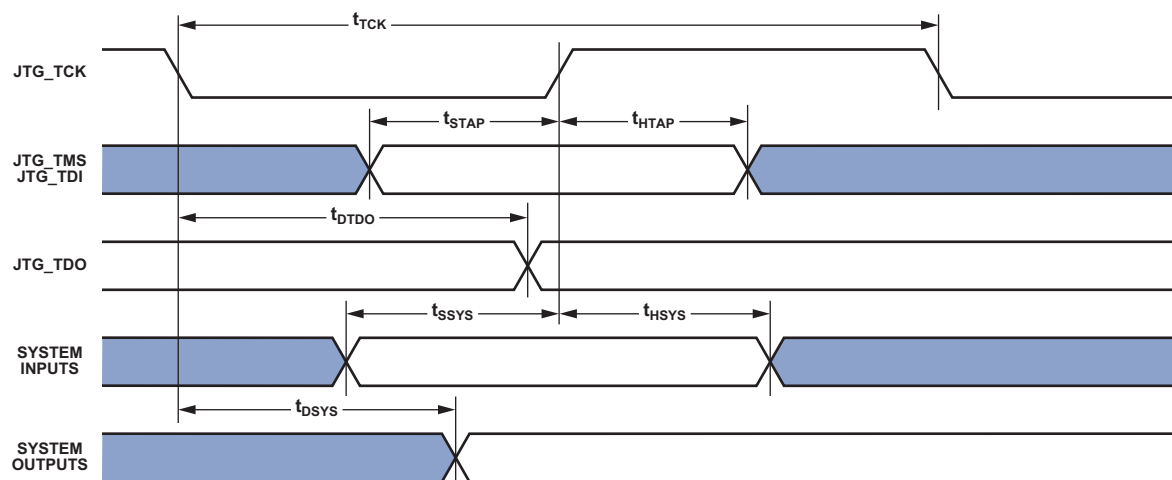 tTCK
JTG_TCK
tSTAP
tHTAP
JTG_TMS
JTG_TDI
tDTDO
JTG_TDO
tSSYS
tHSYS
SYSTEM
INPUTS
tDSYS
SYSTEM
OUTPUTS